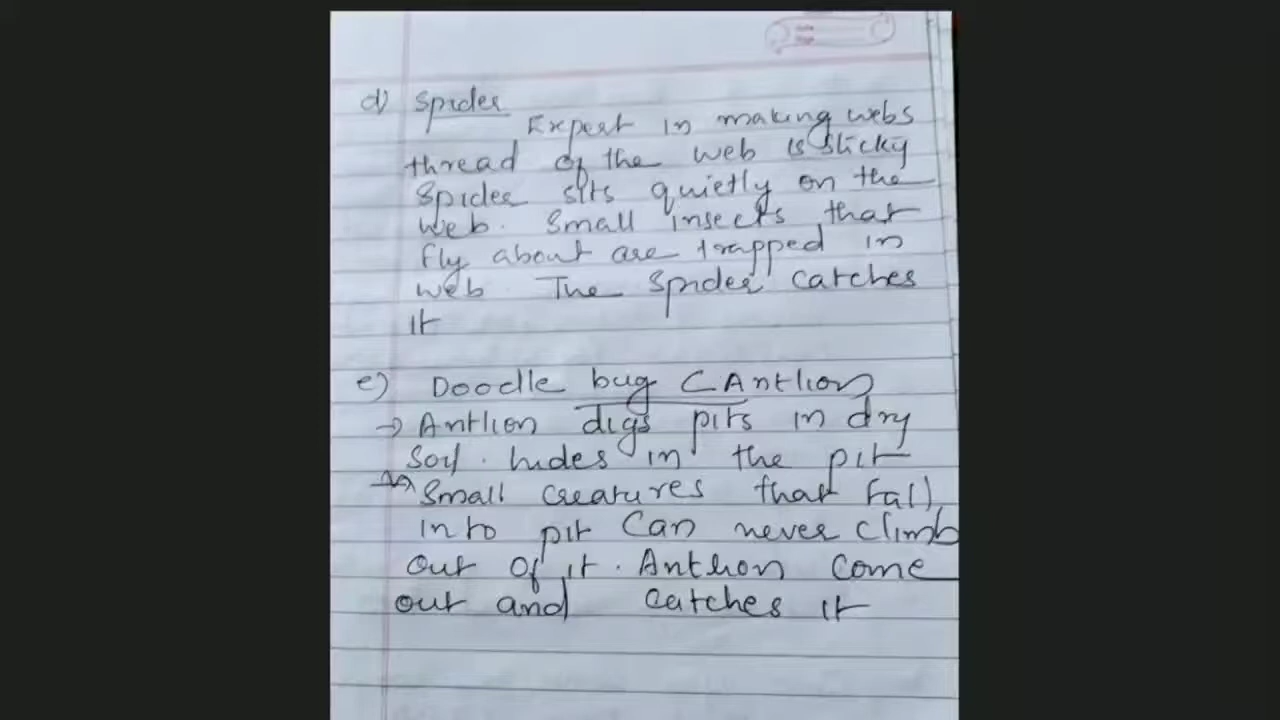 d) Spider
Expert in making webs
thread of the web is sticky
Spider sits quietly on the
web. Small insects that
fly about are trapped in
web. The Spider catches
it
e) Doodle bug (Antlion
→ Antlion digs pits in dry
Soil. hides in the pit
→ Small creatures that fall
into pit Can never climb
out of it. Antlion come
out and catches it